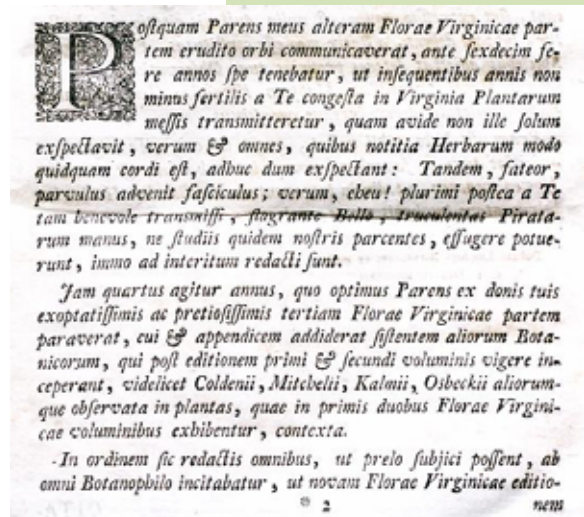 Postquam Parens meus alteram Florae Virginicae par-
tem erudito orbi communicaverat, ante sexdecim fe-
re annos spe tenebatur, ut insequentibus annis non
minus fertilis a Te congesta in Virginia Plantarum
messis transmitteretur, quam avide non ille solum
exspectavit, verum & omnes, quibus notitia Herbarum modo
quidquam cordi est, adhuc dum exspectant: Tandem, fateor,
parvulus advenit fasciculus; verum, eheu! plurimi postea a Te
tam benevole transmissi, flagrante Bello, truculentas Pirata-
rum manus, ne studiis quidem nostris parcentes, effugere potue-
runt, immo ad interitum redacti sunt.
Jam quartus agitur annus, quo optimus Parens ex donis tuis
exoptatissimis ac pretiosissimis tertiam Florae Virginicae partem
paraverat, cui & appendicem addiderat sistentem aliorum Bota-
nicorum, qui post editionem primi & secundi voluminis vigere in-
ceperant, videlicet Coldenii, Mitchelii, Kalmii, Osbeckii aliorum-
que observata in plantas, quae in primis duobus Florae Virgini-
cae voluminibus exhibentur, contexta.
In ordinem sic redactis omnibus, ut prelo subjici possent, ab
omni Botanophilo incitabatur, ut novam Florae Virginicae editio-
* 2 nem